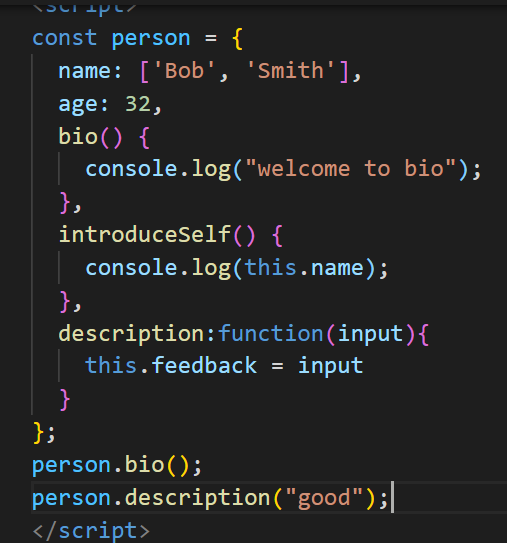 <script>
const person = {
name: ['Bob', 'Smith'],
age: 32,
bio() {
console.log("welcome to bio");
},
introduceSelf() {
console.log(this.name);
},
description:function(input){
this.feedback = input
}
};
person.bio();
person.description("good");
</script>